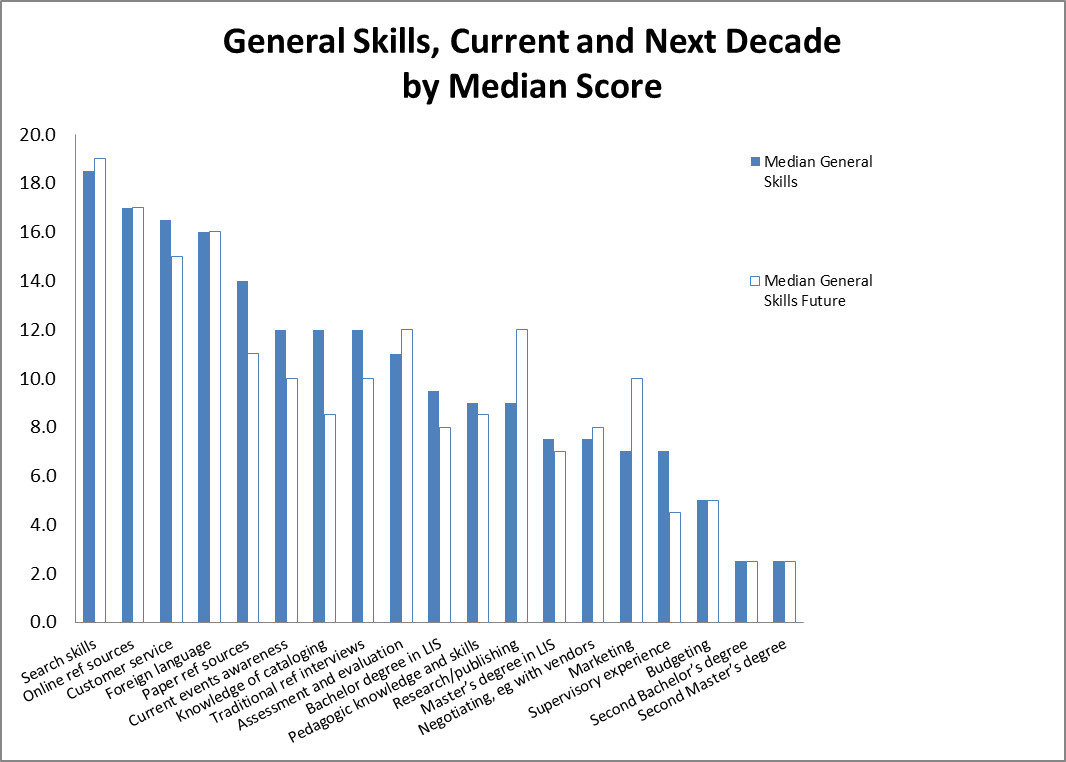 General Skills, Current and Next Decade
by Median Score
20.0
18.0
16.0
14.0
12.0
10.0
8.0
6.0
4.0
2.0
0.0
Median General
Skills
Median General
Skills Future
Search skills
Online ref sources
Customer service
Foreign language
Paper ref sources
Current events awareness
Knowledge of cataloging
Traditional ref interviews
Assessment and evaluation
Bachelor degree in LIS
Pedagogic knowledge and skills
Research/publishing
Master's degree in LIS
Negotiating, eg with vendors
Marketing
Supervisory experience
Budgeting
Second Bachelor's degree
Second Master's degree